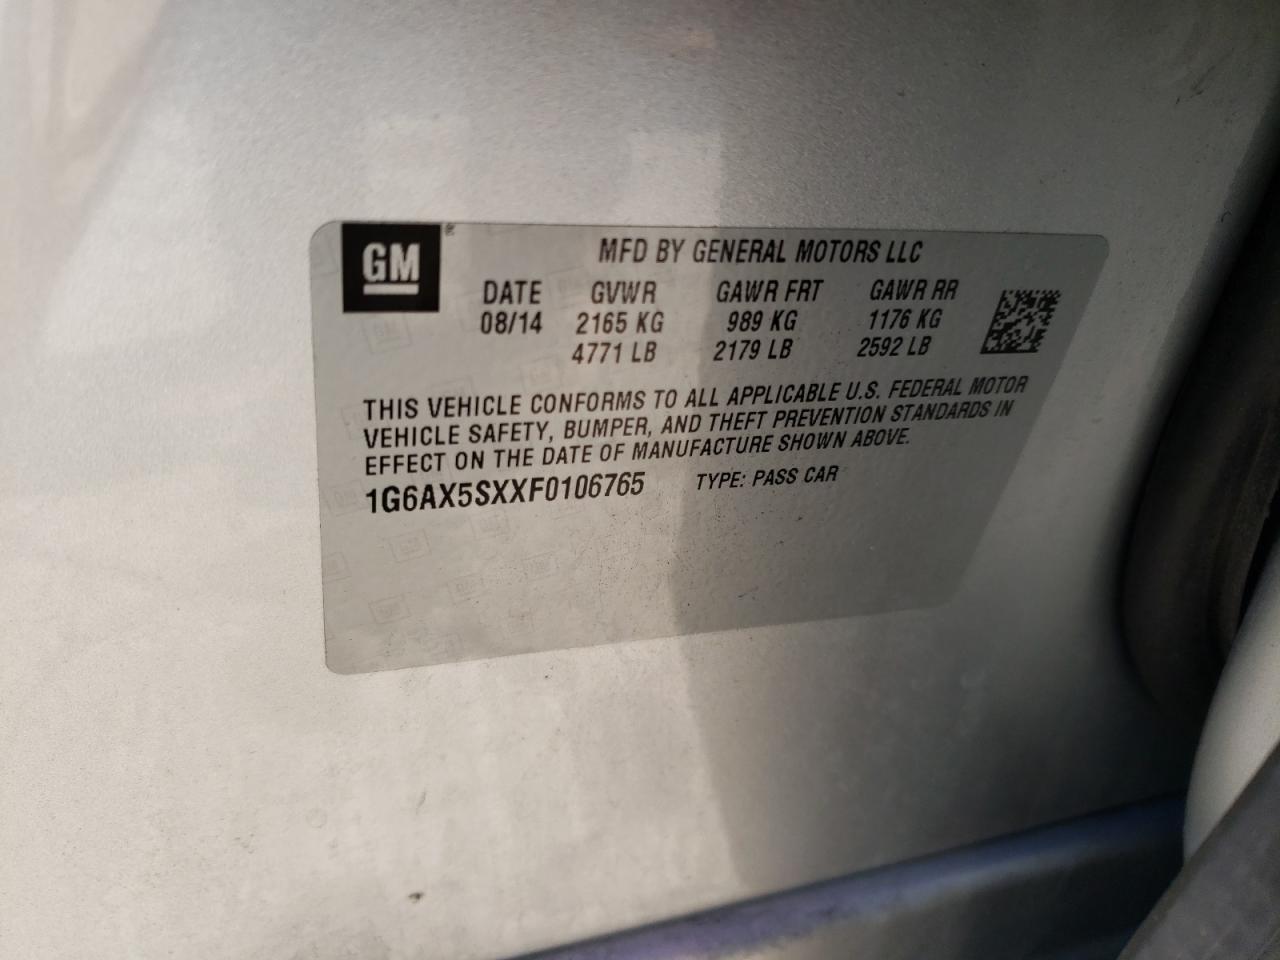 GM ®
MFD BY GENERAL MOTORS LLC
DATE GVWR GAWR FRT GAWR RR
08/14 2165 KG 989 KG 1176 KG
4771 LB 2179 LB 2592 LB
THIS VEHICLE CONFORMS TO ALL APPLICABLE U.S. FEDERAL MOTOR
VEHICLE SAFETY, BUMPER, AND THEFT PREVENTION STANDARDS IN
EFFECT ON THE DATE OF MANUFACTURE SHOWN ABOVE.
1G6AX5SXXF0106765 TYPE: PASS CAR